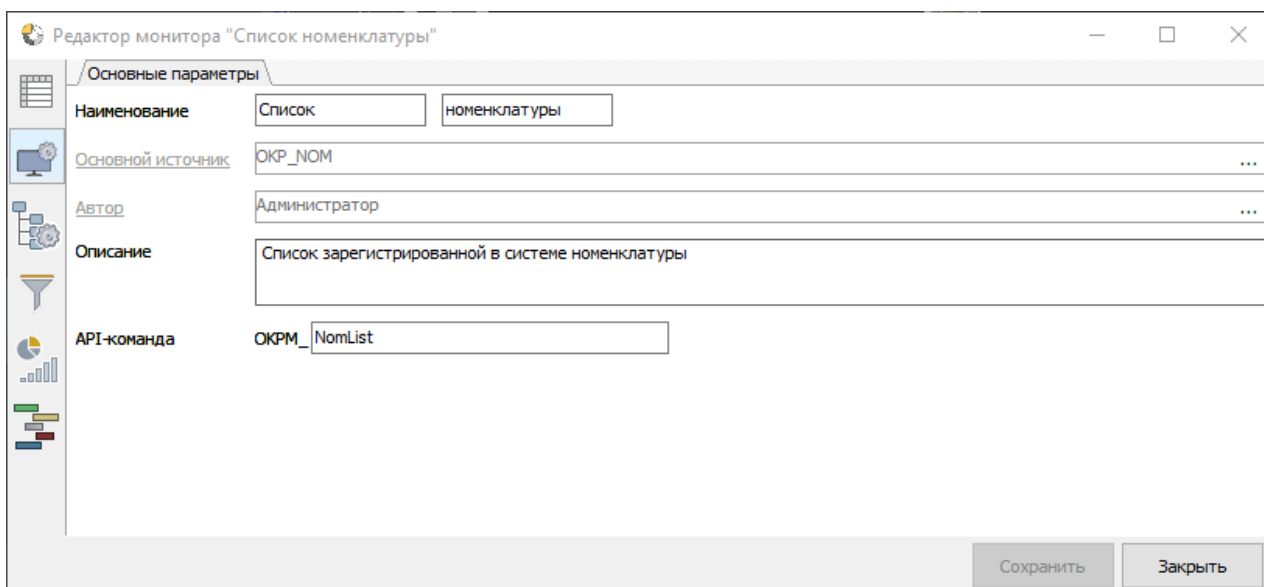 Редактор монитора "Список номенклатуры"
Основные параметры
Наименование Список номенклатуры
Основной источник OKP_NOM ...
Автор Администратор ...
Описание Список зарегистрированной в системе номенклатуры
API-команда OKPM_ NomList
Сохранить Закрыть